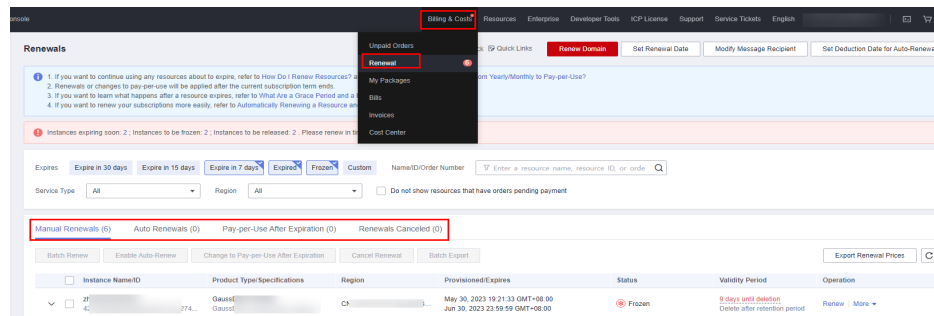 onsole Billing & Costs Resources Enterprise Developer Tools ICP License Support Service Tickets English
Renewals
Unpaid Orders
Renewal 6
My Packages
Bills
Invoices
Cost Center
Quick Links Renew Domain Set Renewal Date Modify Message Recipient Set Deduction Date for Auto-Renewa
1. If you want to continue using any resources about to expire, refer to How Do I Renew Resources? a om Yearly/Monthly to Pay-per-Use?
2. Renewals or changes to pay-per-use will be applied after the current subscription term ends.
3. If you want to learn what happens after a resource expires, refer to What Are a Grace Period and a
4. If you want to renew your subscriptions more easily, refer to Automatically Renewing a Resource an
Instances expiring soon: 2 ; Instances to be frozen: 2 ; Instances to be released: 2 . Please renew in ti
Expires Expire in 30 days Expire in 15 days Expire in 7 days Expired Frozen Custom Name/ID/Order Number Enter a resource name, resource ID, or orde
Service Type All Region All Do not show resources that have orders pending payment
Manual Renewals (6) Auto Renewals (0) Pay-per-Use After Expiration (0) Renewals Canceled (0)
Batch Renew Enable Auto-Renew Change to Pay-per-Use After Expiration Cancel Renewal Batch Export Export Renewal Prices
Instance Name/ID Product Type/Specifications Region Provisioned/Expires Status Validity Period Operation
zf GaussD CN May 30, 2023 19:21:33 GMT+08:00 Frozen 9 days until deletion Renew More
42 274... Gauss Jun 30, 2023 23:59:59 GMT+08:00 Delete after retention period